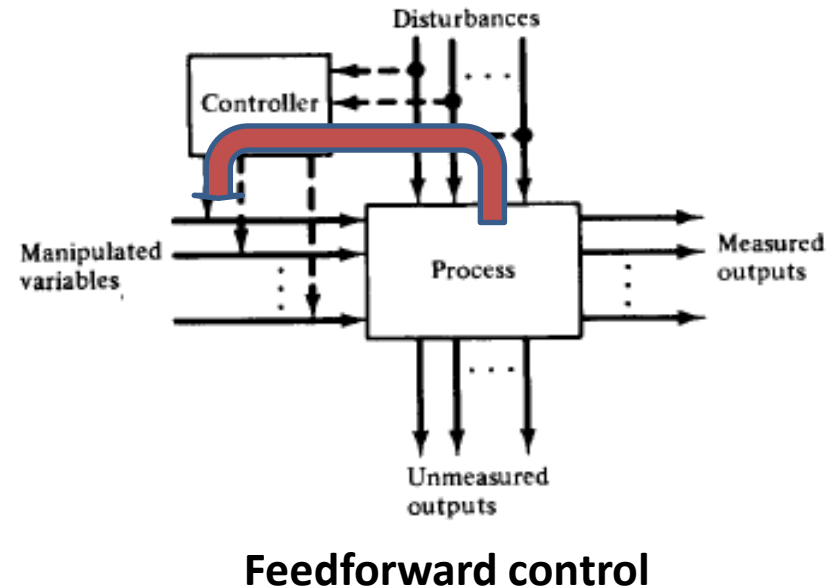 Disturbances
Controller
Manipulated
variables
Process
Measured
outputs
Unmeasured
outputs
Feedforward control